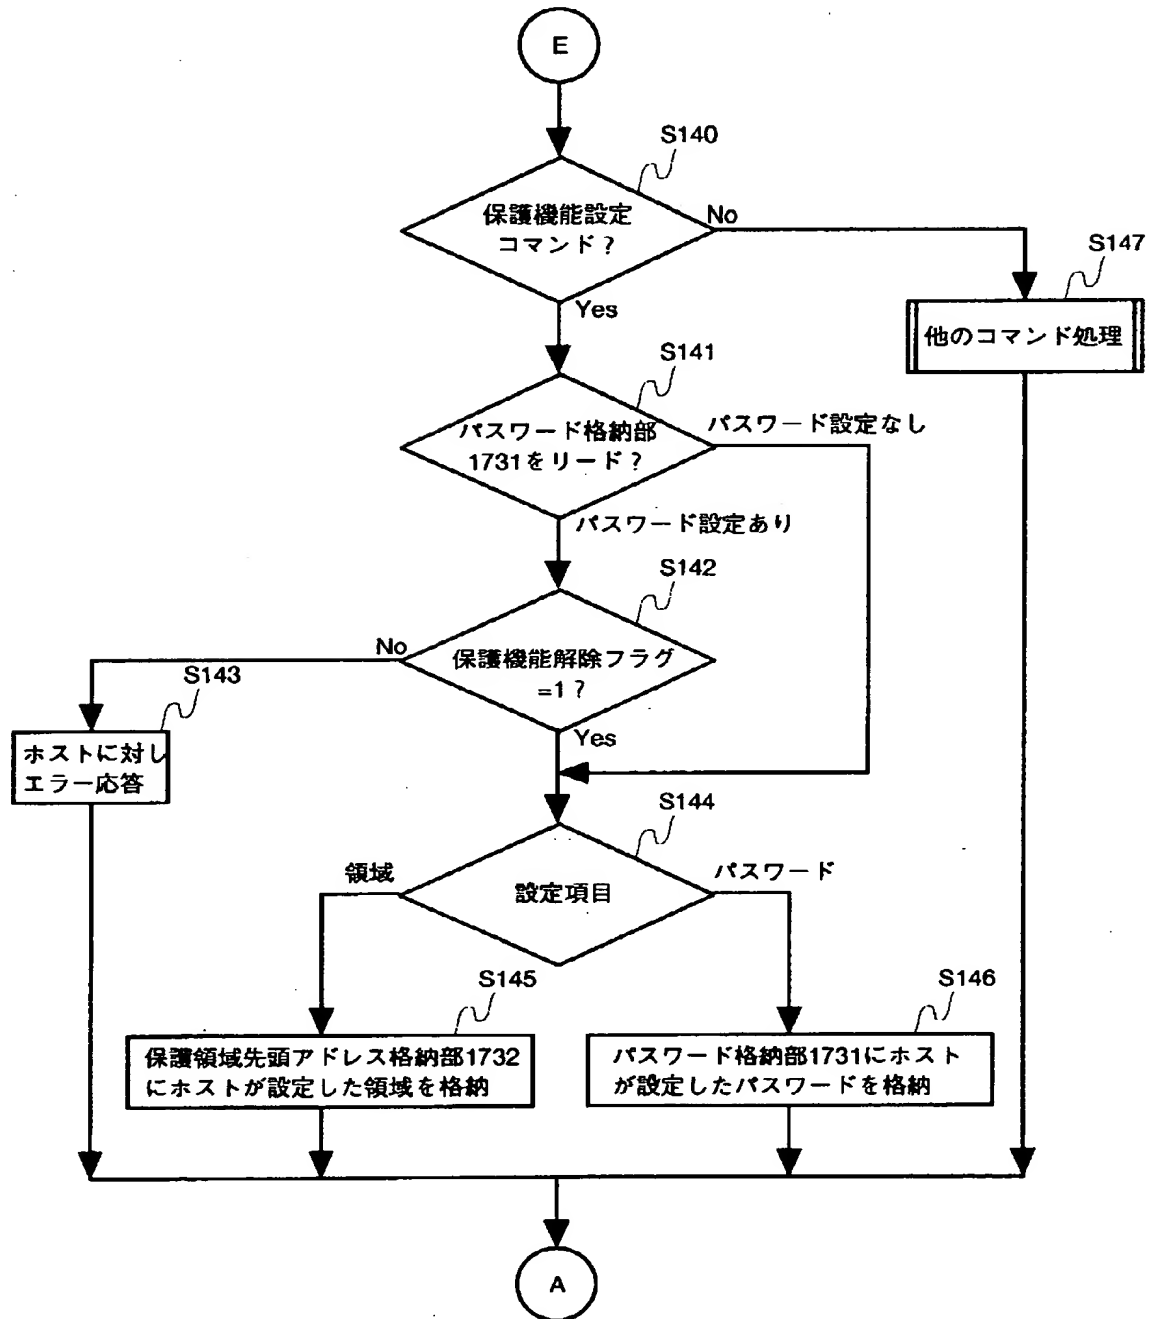 E
S140
保護機能設定
コマンド？
No
S147
Yes
他のコマンド処理
S141
パスワード格納部
1731をリード？
パスワード設定なし
パスワード設定あり
S142
No
保護機能解除フラグ
=1？
S143
Yes
ホストに対し
エラー応答
S144
領域
設定項目
パスワード
S145
S146
保護領域先頭アドレス格納部1732
にホストが設定した領域を格納
パスワード格納部1731にホスト
が設定したパスワードを格納
A